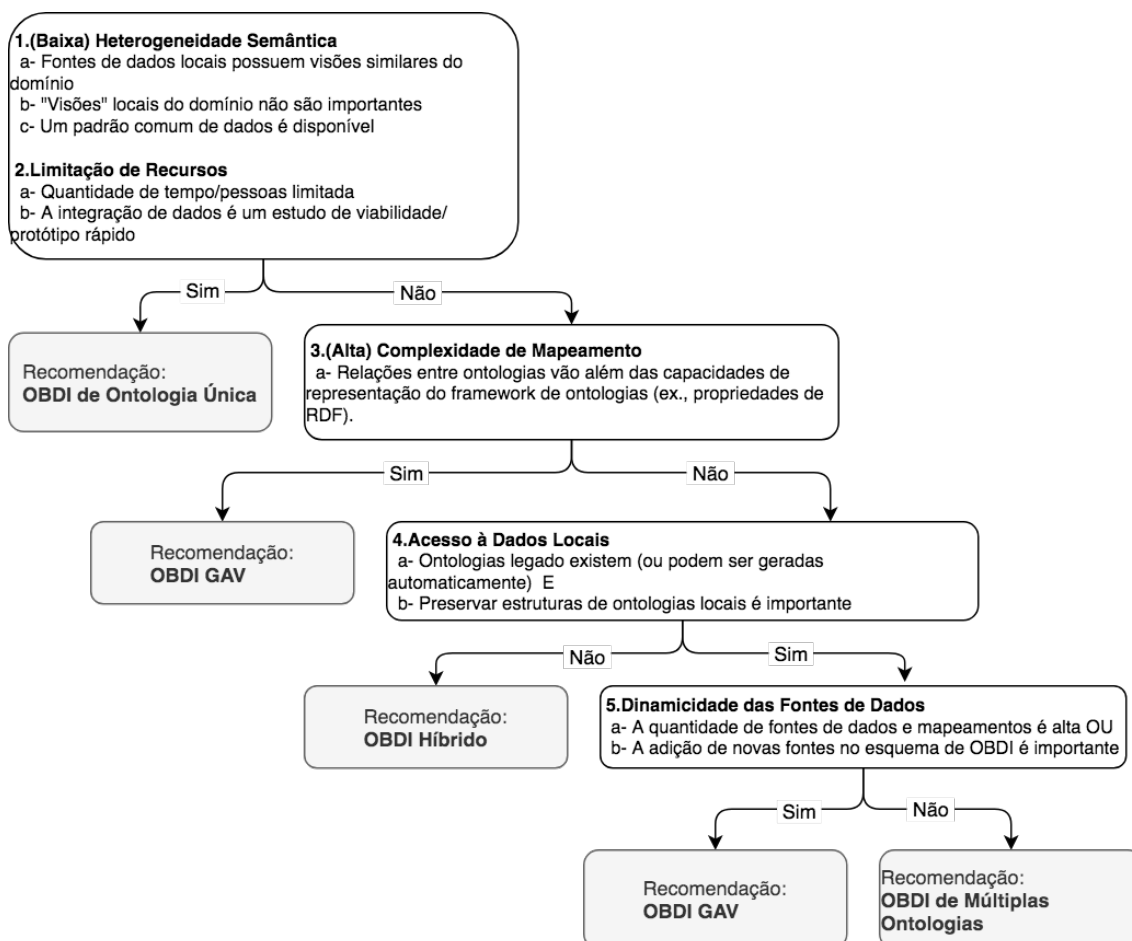 1.(Baixa) Heterogeneidade Semântica
a- Fontes de dados locais possuem visões similares do
domínio
b- "Visões" locais do domínio não são importantes
c- Um padrão comum de dados é disponível
2.Limitação de Recursos
a- Quantidade de tempo/pessoas limitada
b- A integração de dados é um estudo de viabilidade/
protótipo rápido
Sim
Não
Recomendação:
OBDI de Ontologia Única
3.(Alta) Complexidade de Mapeamento
a- Relações entre ontologias vão além das capacidades de
representação do framework de ontologias (ex., propriedades de
RDF).
Sim
Não
Recomendação:
OBDI GAV
4.Acesso à Dados Locais
a- Ontologias legado existem (ou podem ser geradas
automaticamente) E
b- Preservar estruturas de ontologias locais é importante
Não
Sim
Recomendação:
OBDI Híbrido
5.Dinamicidade das Fontes de Dados
a- A quantidade de fontes de dados e mapeamentos é alta OU
b- A adição de novas fontes no esquema de OBDI é importante
Sim
Não
Recomendação:
OBDI GAV
Recomendação:
OBDI de Múltiplas
Ontologias